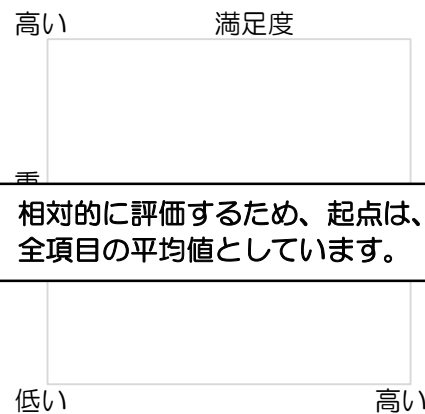 高い 満足度
相対的に評価するため、起点は、
全項目の平均値としています。
低い 高い